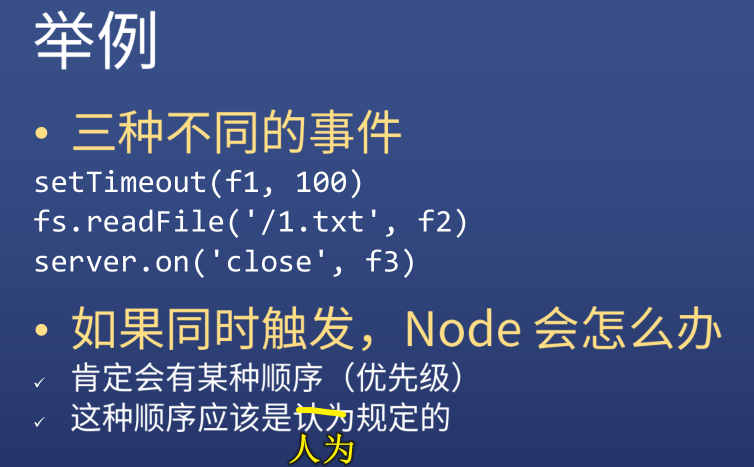 举例
• 三种不同的事件
setTimeout(f1, 100)
fs.readFile('/1.txt', f2)
server.on('close', f3)
• 如果同时触发，Node 会怎么办
✓ 肯定会有某种顺序（优先级）
✓ 这种顺序应该是认为规定的
人为